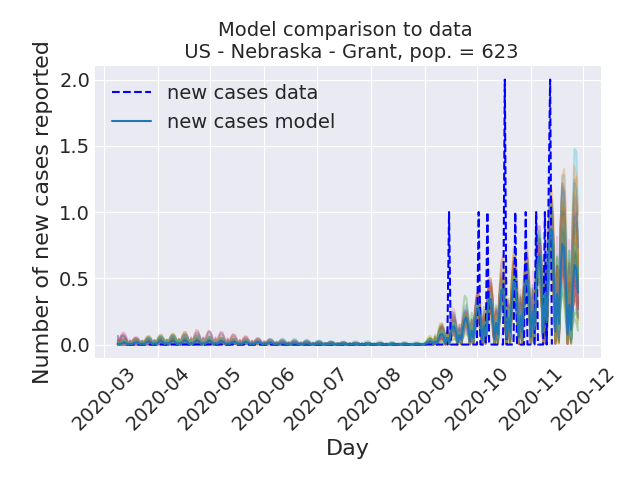 Model comparison to data
US - Nebraska - Grant, pop. = 623
Number of new cases reported
2.0
1.5
1.0
0.5
0.0
new cases data
new cases model
2020-03
2020-04
2020-05
2020-06
2020-07
2020-08
2020-09
2020-10
2020-11
2020-12
Day